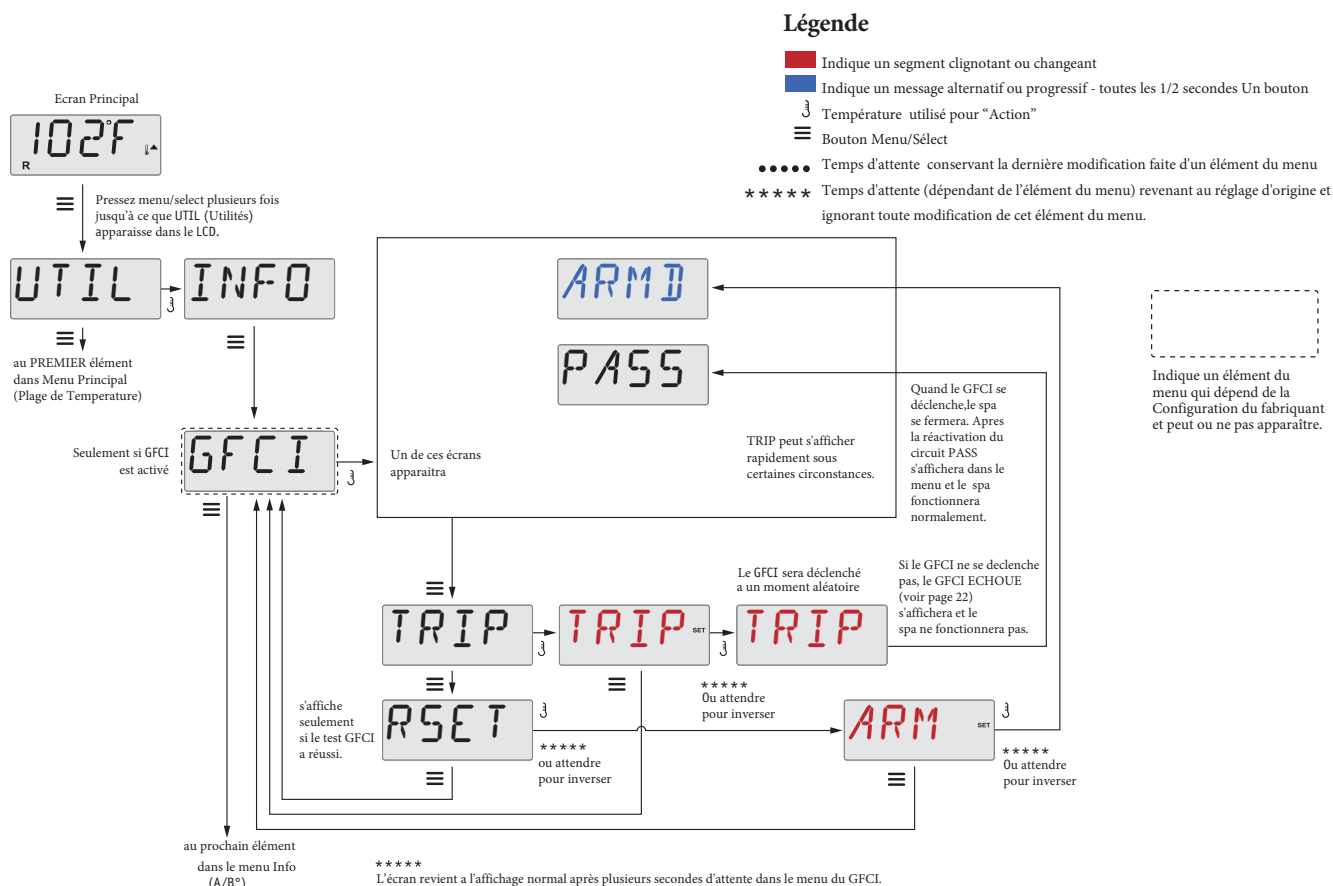 Légende
Indique un segment clignotant ou changeant
Indique un message alternatif ou progressif - toutes les 1/2 secondes Un bouton
Température utilisé pour “Action”
Bouton Menu/Sélect
••••• Temps d'attente conservant la dernière modification faite d'un élément du menu
***** Temps d'attente (dépendant de l'élément du menu) revenant au réglage d'origine et
ignorant toute modification de cet élément du menu.
Ecran Principal
102°F
R
Pressez menu/select plusieurs fois
jusqu'à ce que UTIL (Utilités)
apparaisse dans le LCD.
UTIL
INFO
au PREMIER élément
dans Menu Principal
(Plage de Temperature)
Seulement si GFCI
est activé
GFCI
Un de ces écrans
apparaitra
ARMD
PASS
TRIP peut s'afficher
rapidement sous
certaines circonstances.
Quand le GFCI se
déclenche,le spa
se fermera. Apres
la réactivation du
circuit PASS
s'affichera dans le
menu et le spa
fonctionnera
normalement.
Indique un élément du
menu qui dépend de la
Configuration du fabriquant
et peut ou ne pas apparaître.
Le GFCI sera déclenché
a un moment aléatoire
Si le GFCI ne se declenche
pas, le GFCI ECHOUE
(voir page 22)
s'affichera et le
spa ne fonctionnera pas.
TRIP
TRIP SET
TRIP
s'affiche
seulement
si le test GFCI
a réussi.
RSET
*****
ou attendre
pour inverser
*****
Ou attendre
pour inverser
ARM SET
*****
Ou attendre
pour inverser
au prochain élément
dans le menu Info
(A/B°)
*****
L'écran revient a l'affichage normal après plusieurs secondes d'attente dans le menu du GFCI.